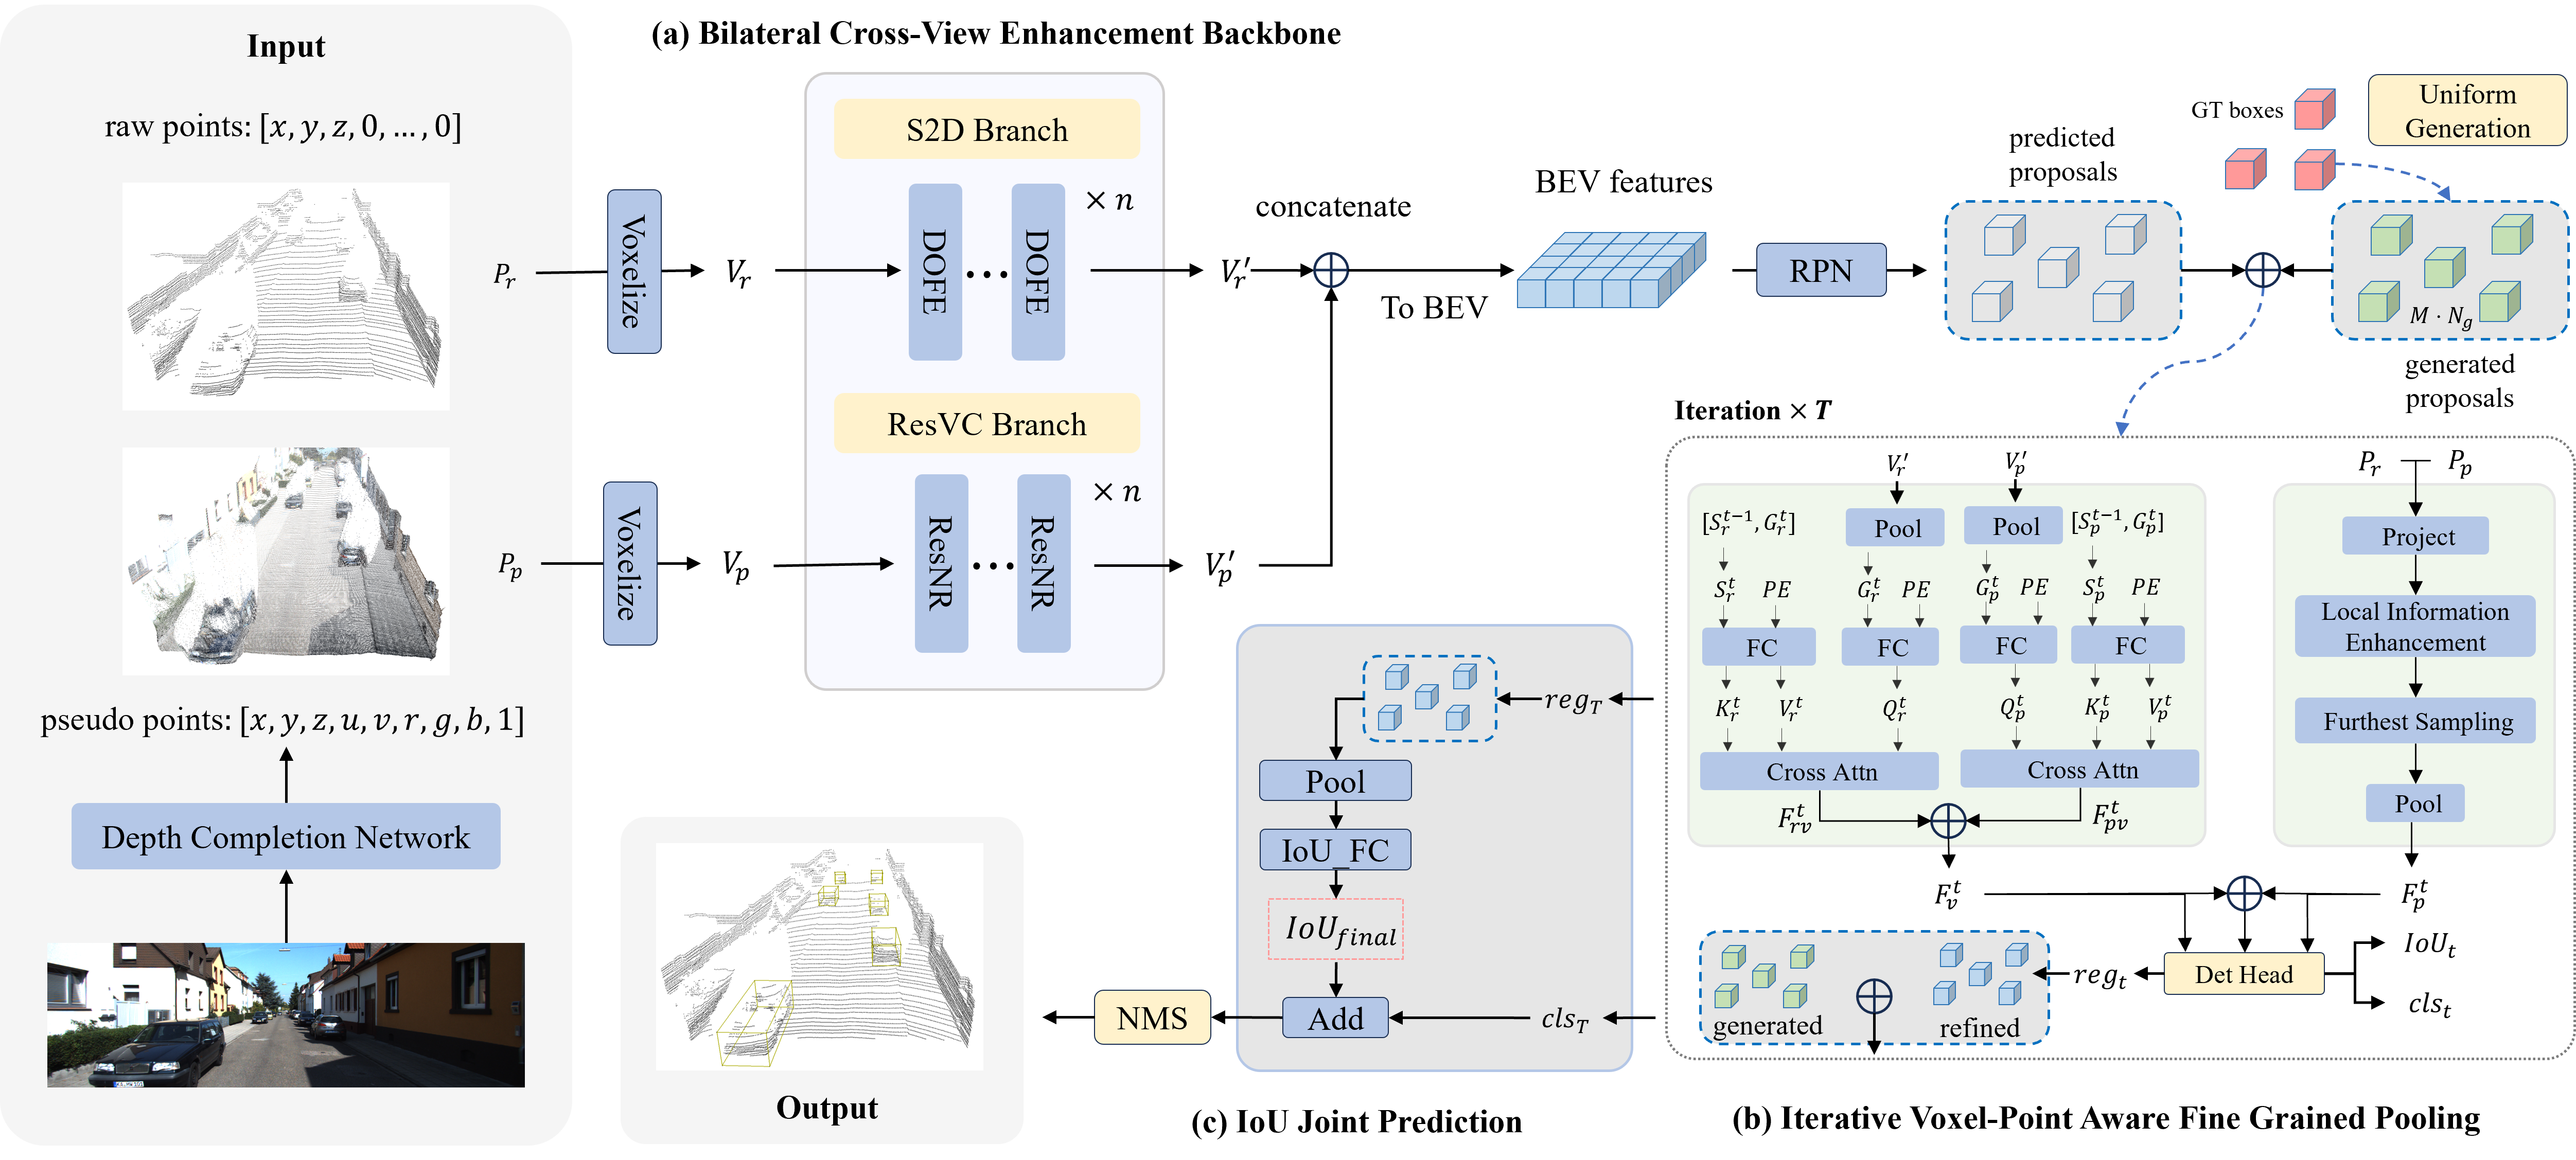 Input
raw points: [x, y, z, 0, ..., 0]
pseudo points: [x, y, z, u, v, r, g, b, 1]
Depth Completion Network
(a) Bilateral Cross-View Enhancement Backbone
P_r
Voxelize
V_r
S2D Branch
DOFE
...
DOFE
× n
V_r′
P_p
Voxelize
V_p
ResVC Branch
ResNR
...
ResNR
× n
V_p′
concatenate
To BEV
BEV features
RPN
predicted
proposals
GT boxes
Uniform
Generation
M · N_g
generated
proposals
Iteration × T
V_r′
V_p′
[S_r^{t−1}, G_r^t]
Pool
Pool
[S_p^{t−1}, G_p^t]
S_r^t
PE
G_r^t
PE
G_p^t
PE
S_p^t
PE
FC
FC
FC
FC
K_r^t
V_r^t
Q_r^t
Q_p^t
K_p^t
V_p^t
Cross Attn
Cross Attn
F_{rv}^t
F_{pv}^t
F_v^t
P_r
P_p
Project
Local Information
Enhancement
Furthest Sampling
Pool
F_p^t
Det Head
IoU_t
cls_t
reg_t
generated
refined
(b) Iterative Voxel-Point Aware Fine Grained Pooling
reg_T
Pool
IoU_FC
IoU_{final}
Add
cls_T
(c) IoU Joint Prediction
NMS
Output